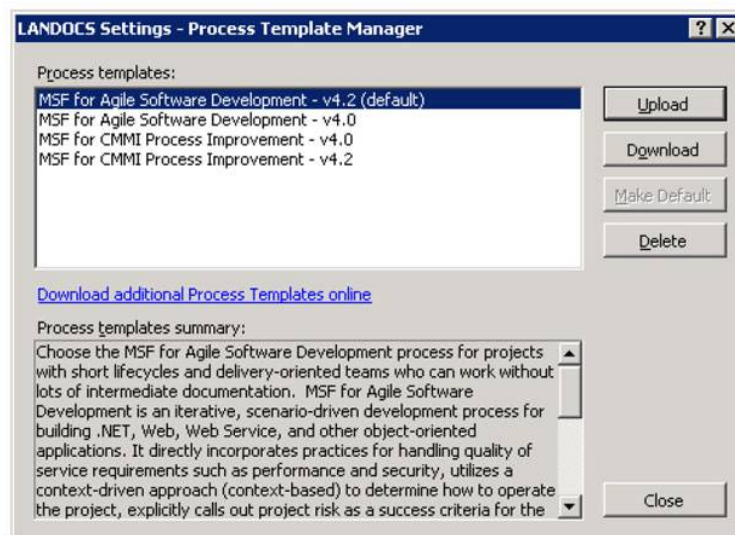 LANDOCS Settings - Process Template Manager
Process templates:
MSF for Agile Software Development - v4.2 (default)
MSF for Agile Software Development - v4.0
MSF for CMMI Process Improvement - v4.0
MSF for CMMI Process Improvement - v4.2
Upload
Download
Make Default
Delete
Download additional Process Templates online
Process templates summary:
Choose the MSF for Agile Software Development process for projects
with short lifecycles and delivery-oriented teams who can work without
lots of intermediate documentation. MSF for Agile Software
Development is an iterative, scenario-driven development process for
building .NET, Web, Web Service, and other object-oriented
applications. It directly incorporates practices for handling quality of
service requirements such as performance and security, utilizes a
context-driven approach (context-based) to determine how to operate
the project, explicitly calls out project risk as a success criteria for the
Close